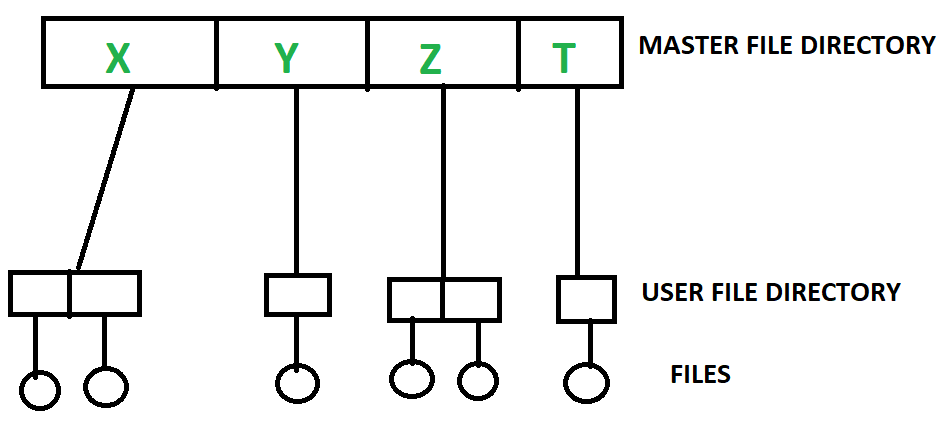 X Y Z T MASTER FILE DIRECTORY
USER FILE DIRECTORY
FILES